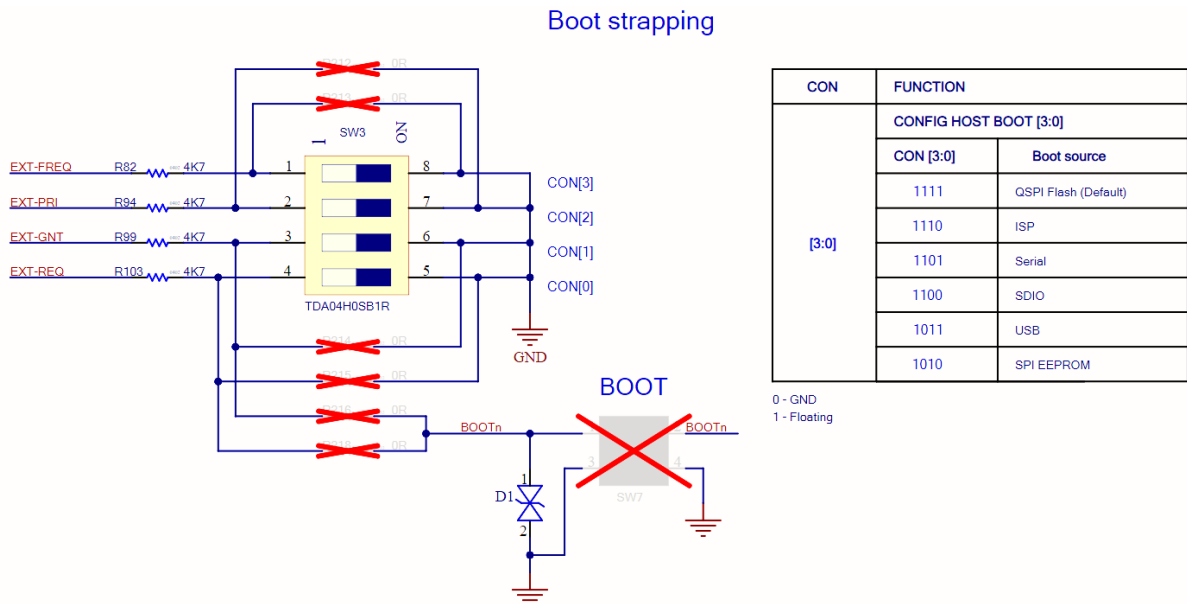 Boot strapping
0R
0R
1
SW3
ON
EXT-FREQ R82 4K7 1 8 CON[3]
EXT-PRI R94 4K7 2 7 CON[2]
EXT-GNT R99 4K7 3 6 CON[1]
EXT-REQ R103 4K7 4 5 CON[0]
TDA04H0SB1R
GND
0R
0R
0R
0R
BOOT
BOOTn
BOOTn
3 4
SW7
D1
1
2
CON FUNCTION
CONFIG HOST BOOT [3:0]
CON [3:0] Boot source
[3:0]
1111 QSPI Flash (Default)
1110 ISP
1101 Serial
1100 SDIO
1011 USB
1010 SPI EEPROM
0 - GND
1 - Floating